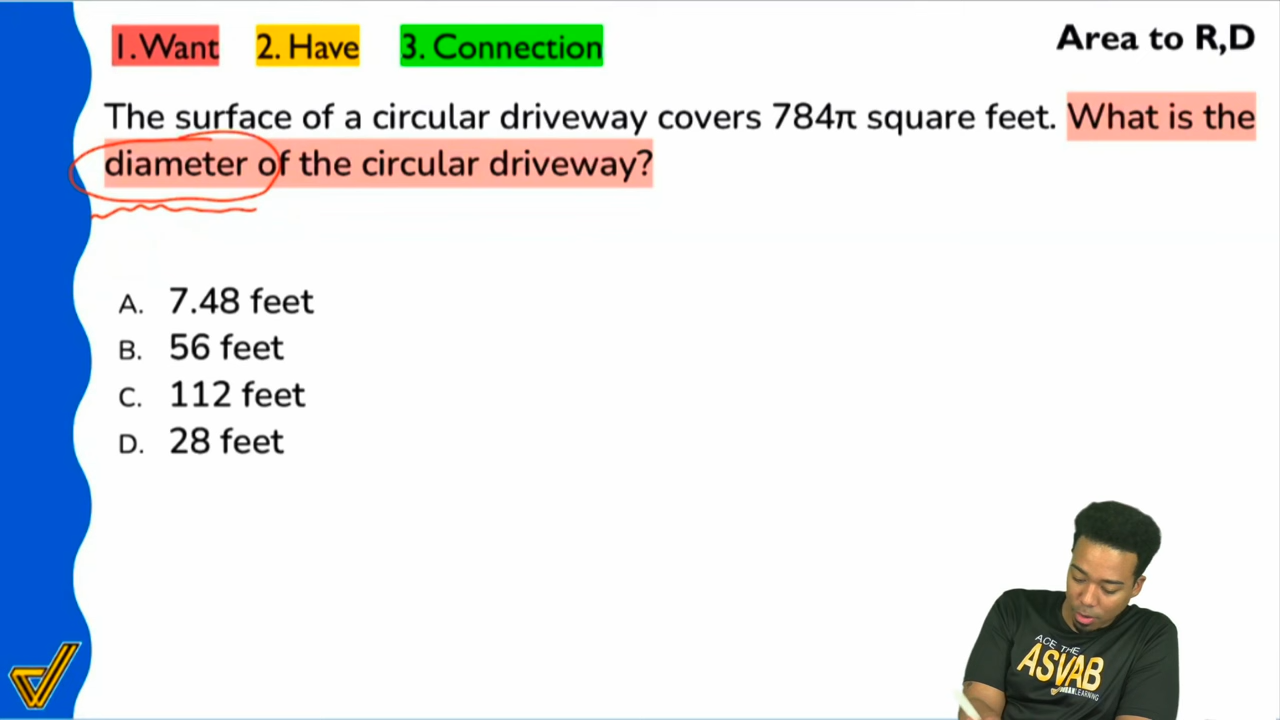 1. Want 2. Have 3. Connection Area to R,D
The surface of a circular driveway covers 784π square feet. What is the
diameter of the circular driveway?
A. 7.48 feet
B. 56 feet
C. 112 feet
D. 28 feet
ACE THE
ASVAB
LEARNING